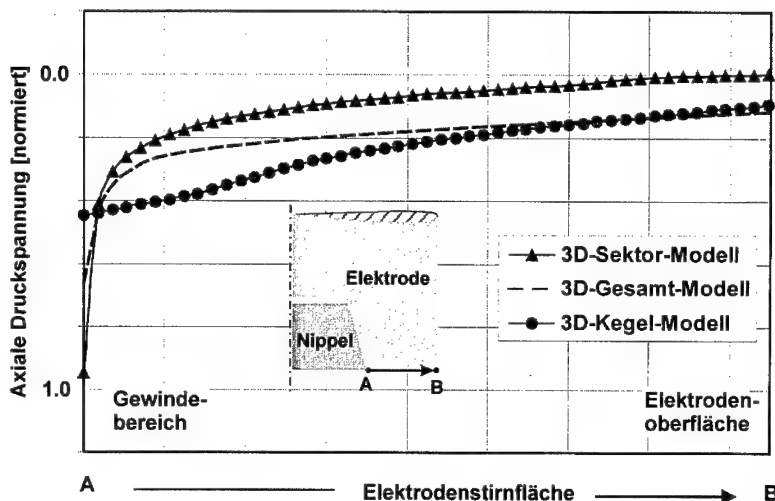 Axiale Druckspannung [normiert]
0.0
1.0
Elektrode
Nippel
A
B
3D-Sektor-Modell
3D-Gesamt-Modell
3D-Kegel-Modell
Gewinde-
bereich
Elektroden-
oberfläche
A
Elektrodenstirnfläche
B